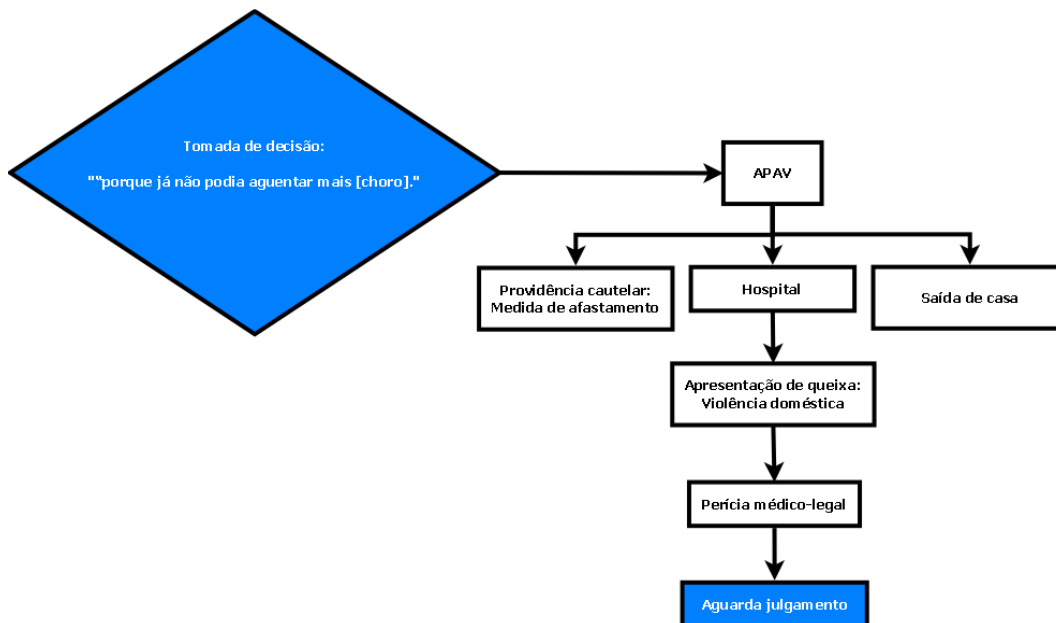 Tomada de decisão:
"“porque já não podia aguentar mais [choro]."
APAV
Providência cautelar:
Medida de afastamento
Hospital
Saída de casa
Apresentação de queixa:
Violência doméstica
Perícia médico-legal
Aguarda julgamento